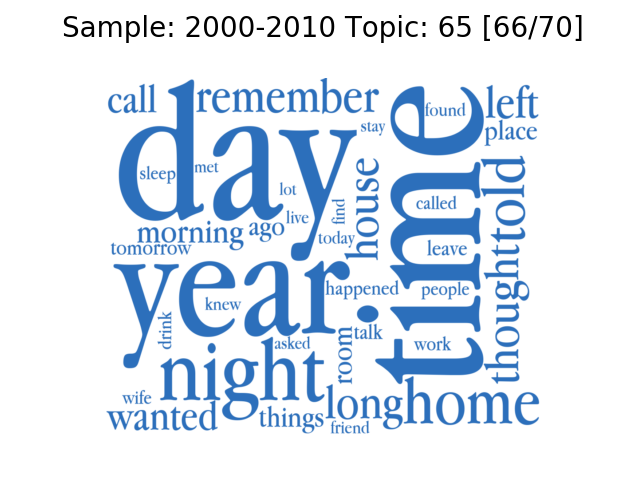 Sample: 2000-2010 Topic: 65 [66/70]
call
remember
found
left
day
time
stay
place
sleep
met
lot
house
told
called
live
find
morning
ago
today
tomorrow
leave
year
happened
people
thought
knew
drink
talk
asked
room
work
night
wife
wanted
things
long
home
friend